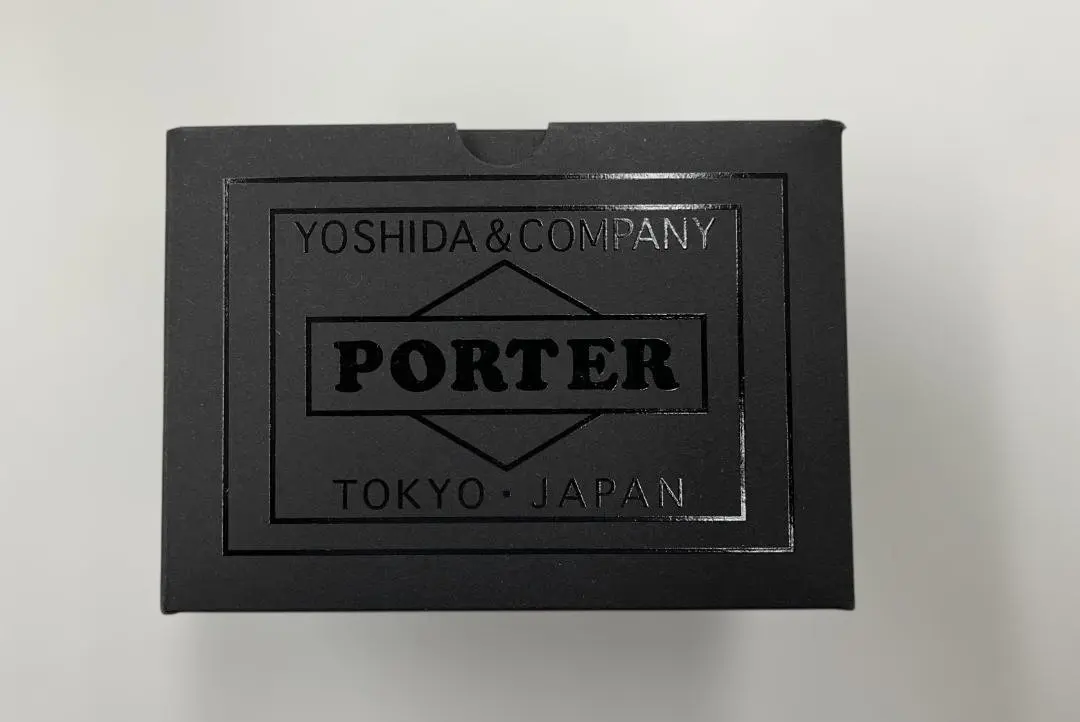 YOSHIDA & COMPANY
PORTER
TOKYO · JAPAN